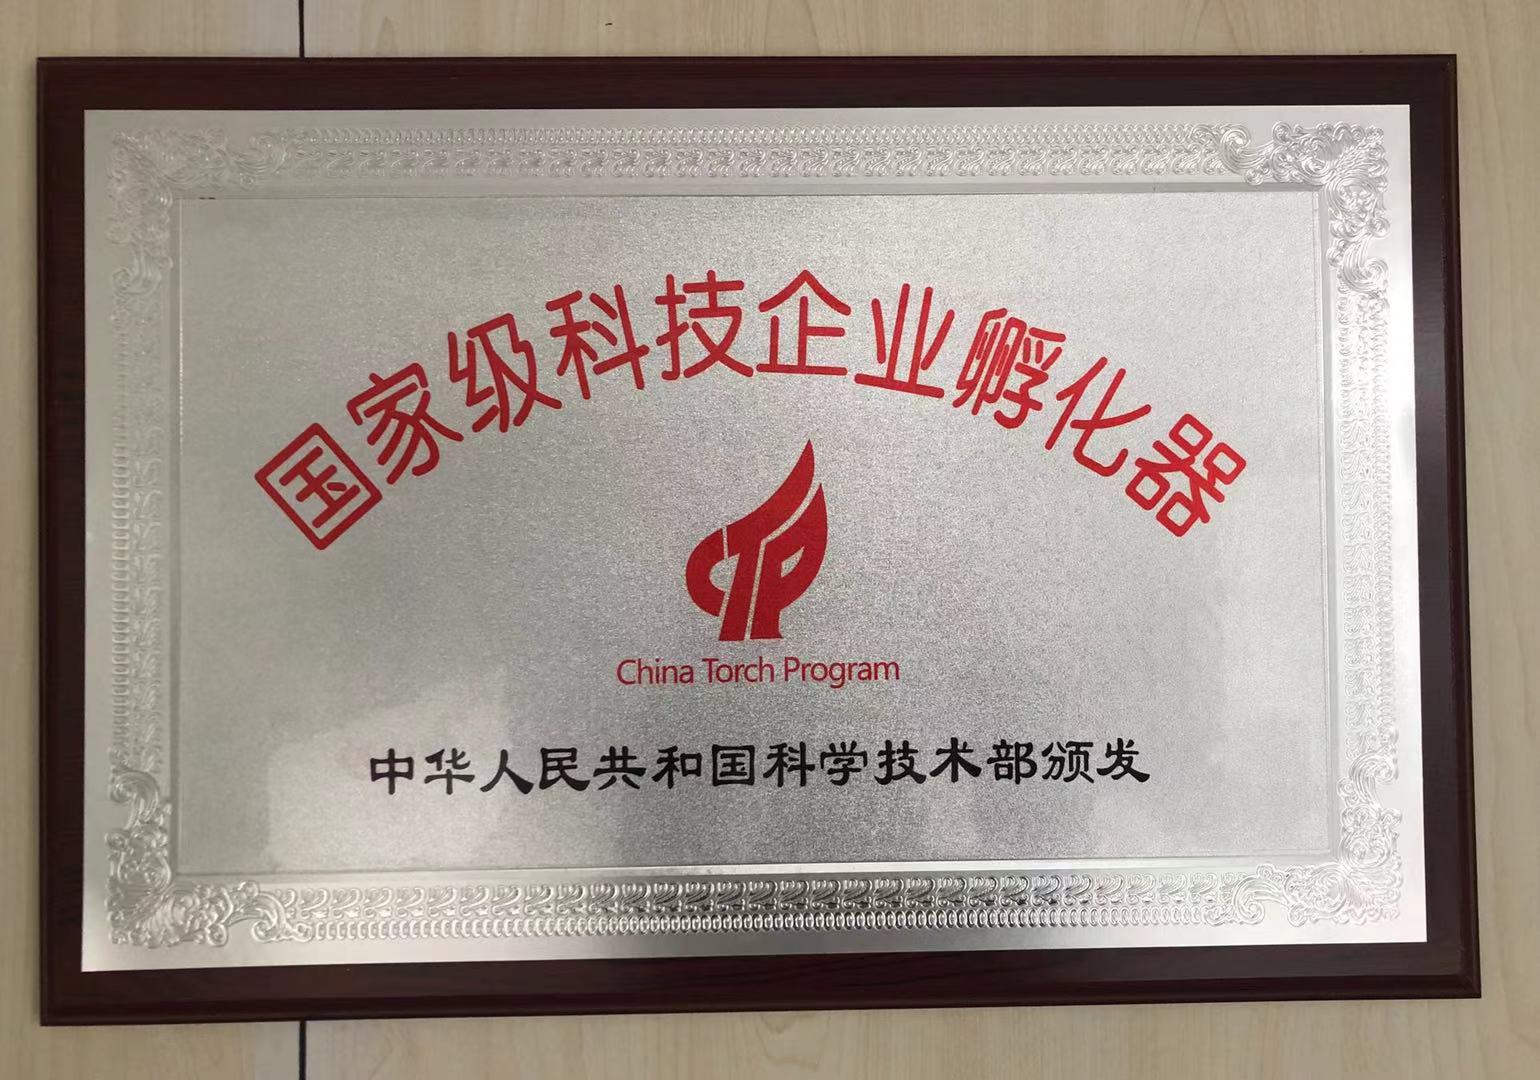 国家级科技企业孵化器
CTP
China Torch Program
中华人民共和国科学技术部颁发